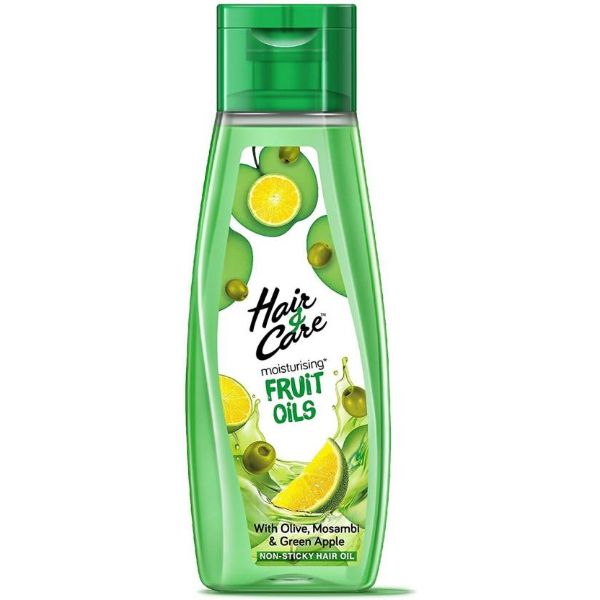 Hair
& Care™
moisturising*
FRUiT
OiLS
With Olive, Mosambi
& Green Apple
NON-STICKY HAIR OIL